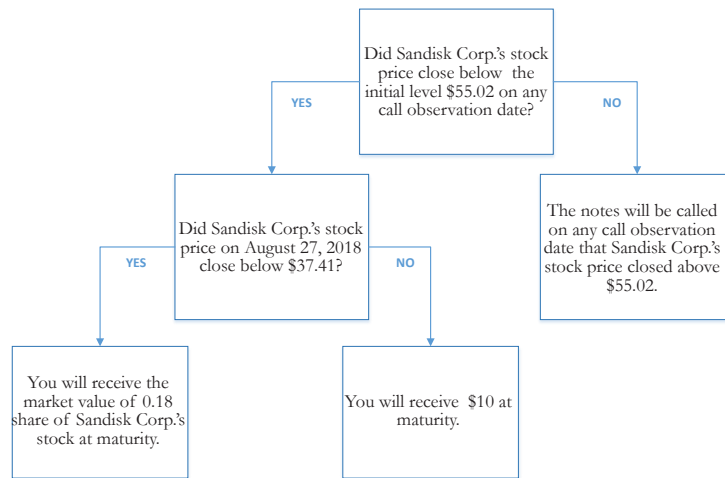 Did Sandisk Corp.'s stock
price close below the
initial level $55.02 on any
call observation date?
YES
NO
Did Sandisk Corp.'s stock
price on August 27, 2018
close below $37.41?
The notes will be called
on any call observation
date that Sandisk Corp.'s
stock price closed above
$55.02.
YES
NO
You will receive the
market value of 0.18
share of Sandisk Corp.'s
stock at maturity.
You will receive $10 at
maturity.